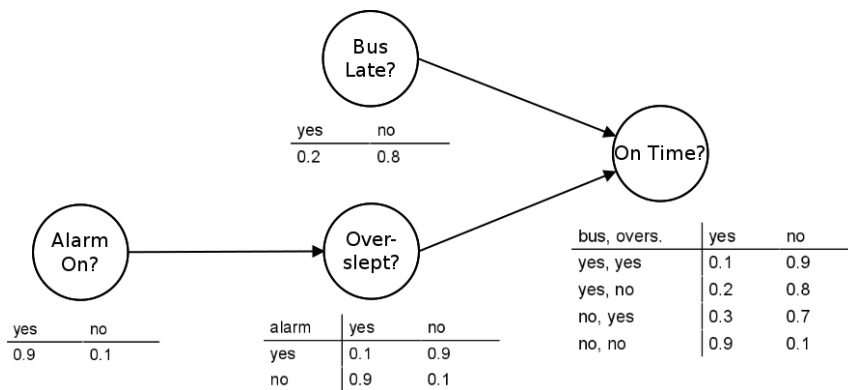 Bus
Late?
yes no
0.2 0.8
On Time?
Alarm
On?
Over-
slept?
bus, overs. yes no
yes, yes 0.1 0.9
yes, no 0.2 0.8
no, yes 0.3 0.7
no, no 0.9 0.1
yes no
0.9 0.1
alarm yes no
yes 0.1 0.9
no 0.9 0.1